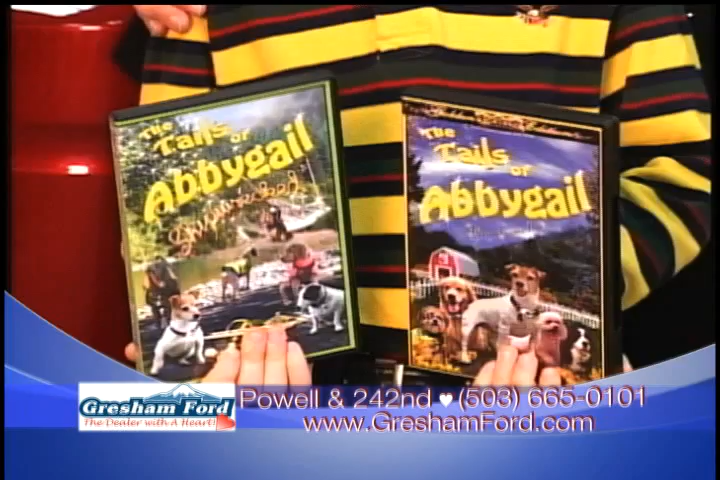 The
Tails of
Abbygail
Shipwrecked
The
Tails of
Abbygail
Gresham Ford
The Dealer with A Heart!
Powell & 242nd ♥ (503) 665-0101
www.GreshamFord.com